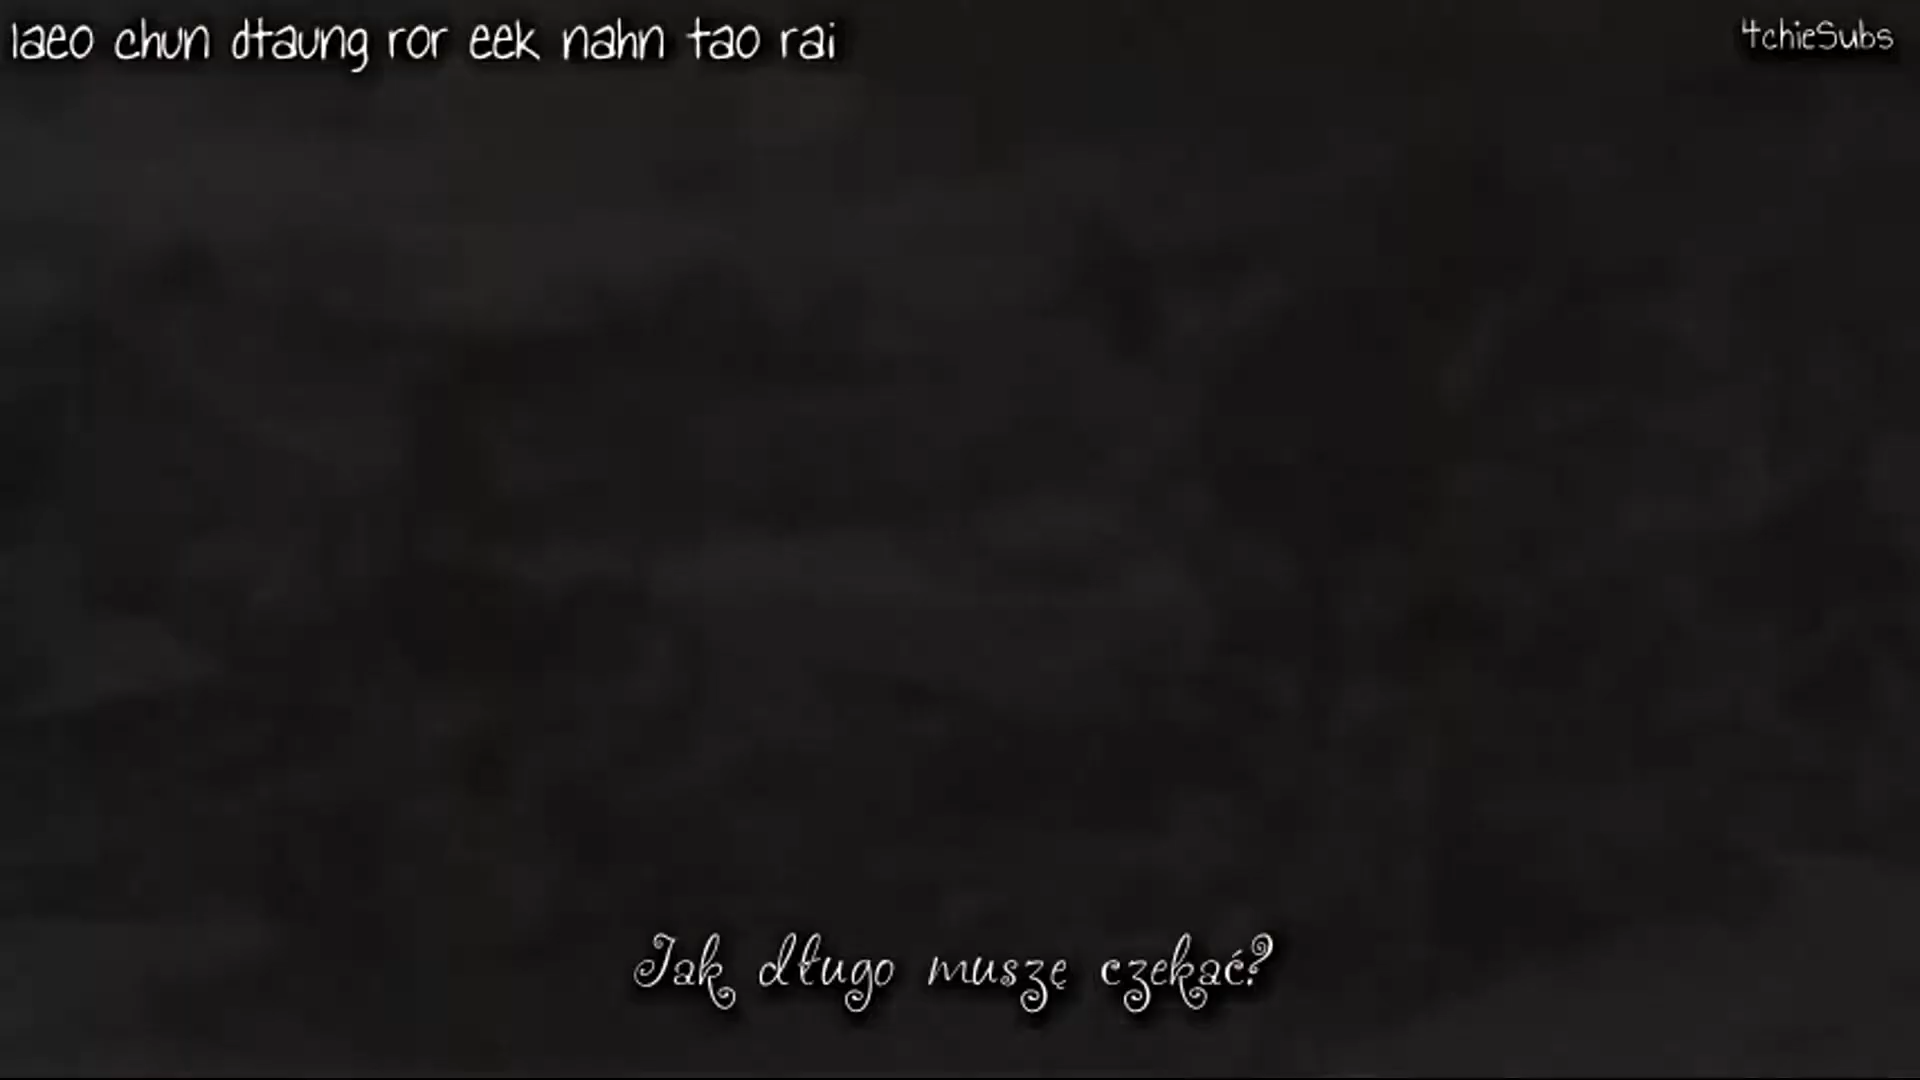 laeo chun dtaung ror eek nahn tao rai
4chieSubs
Jak długo muszę czekać?